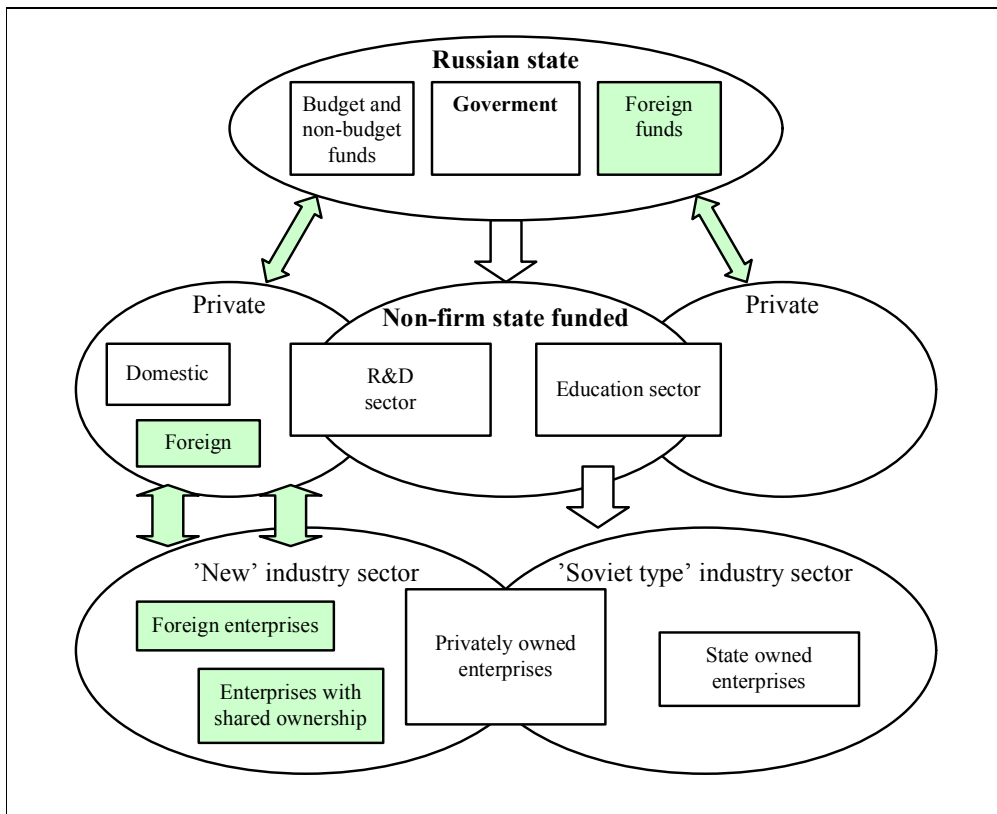 Russian state
Budget and
non-budget
funds
Goverment
Foreign
funds
Private
Non-firm state funded
Private
Domestic
R&D
sector
Education sector
Foreign
’New’ industry sector
’Soviet type’ industry sector
Foreign enterprises
Privately owned
enterprises
State owned
enterprises
Enterprises with
shared ownership